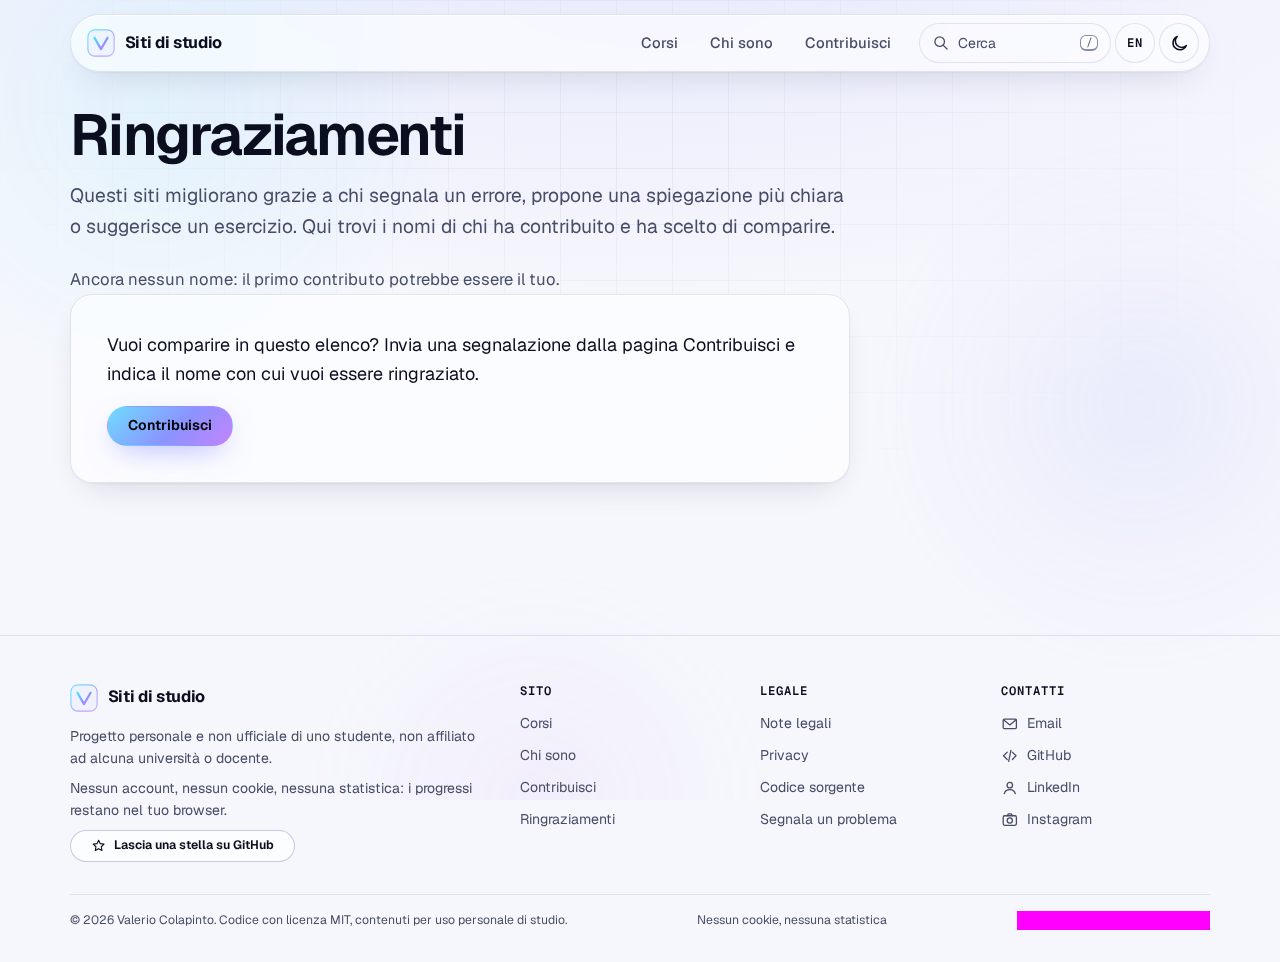 Siti di studio
Corsi
Chi sono
Contribuisci
Cerca
/
EN
Ringraziamenti
Questi siti migliorano grazie a chi segnala un errore, propone una spiegazione più chiara
o suggerisce un esercizio. Qui trovi i nomi di chi ha contribuito e ha scelto di comparire.
Ancora nessun nome: il primo contributo potrebbe essere il tuo.
Vuoi comparire in questo elenco? Invia una segnalazione dalla pagina Contribuisci e
indica il nome con cui vuoi essere ringraziato.
Contribuisci
Siti di studio
Progetto personale e non ufficiale di uno studente, non affiliato
ad alcuna università o docente.
Nessun account, nessun cookie, nessuna statistica: i progressi
restano nel tuo browser.
Lascia una stella su GitHub
SITO
Corsi
Chi sono
Contribuisci
Ringraziamenti
LEGALE
Note legali
Privacy
Codice sorgente
Segnala un problema
CONTATTI
Email
GitHub
LinkedIn
Instagram
© 2026 Valerio Colapinto. Codice con licenza MIT, contenuti per uso personale di studio.
Nessun cookie, nessuna statistica